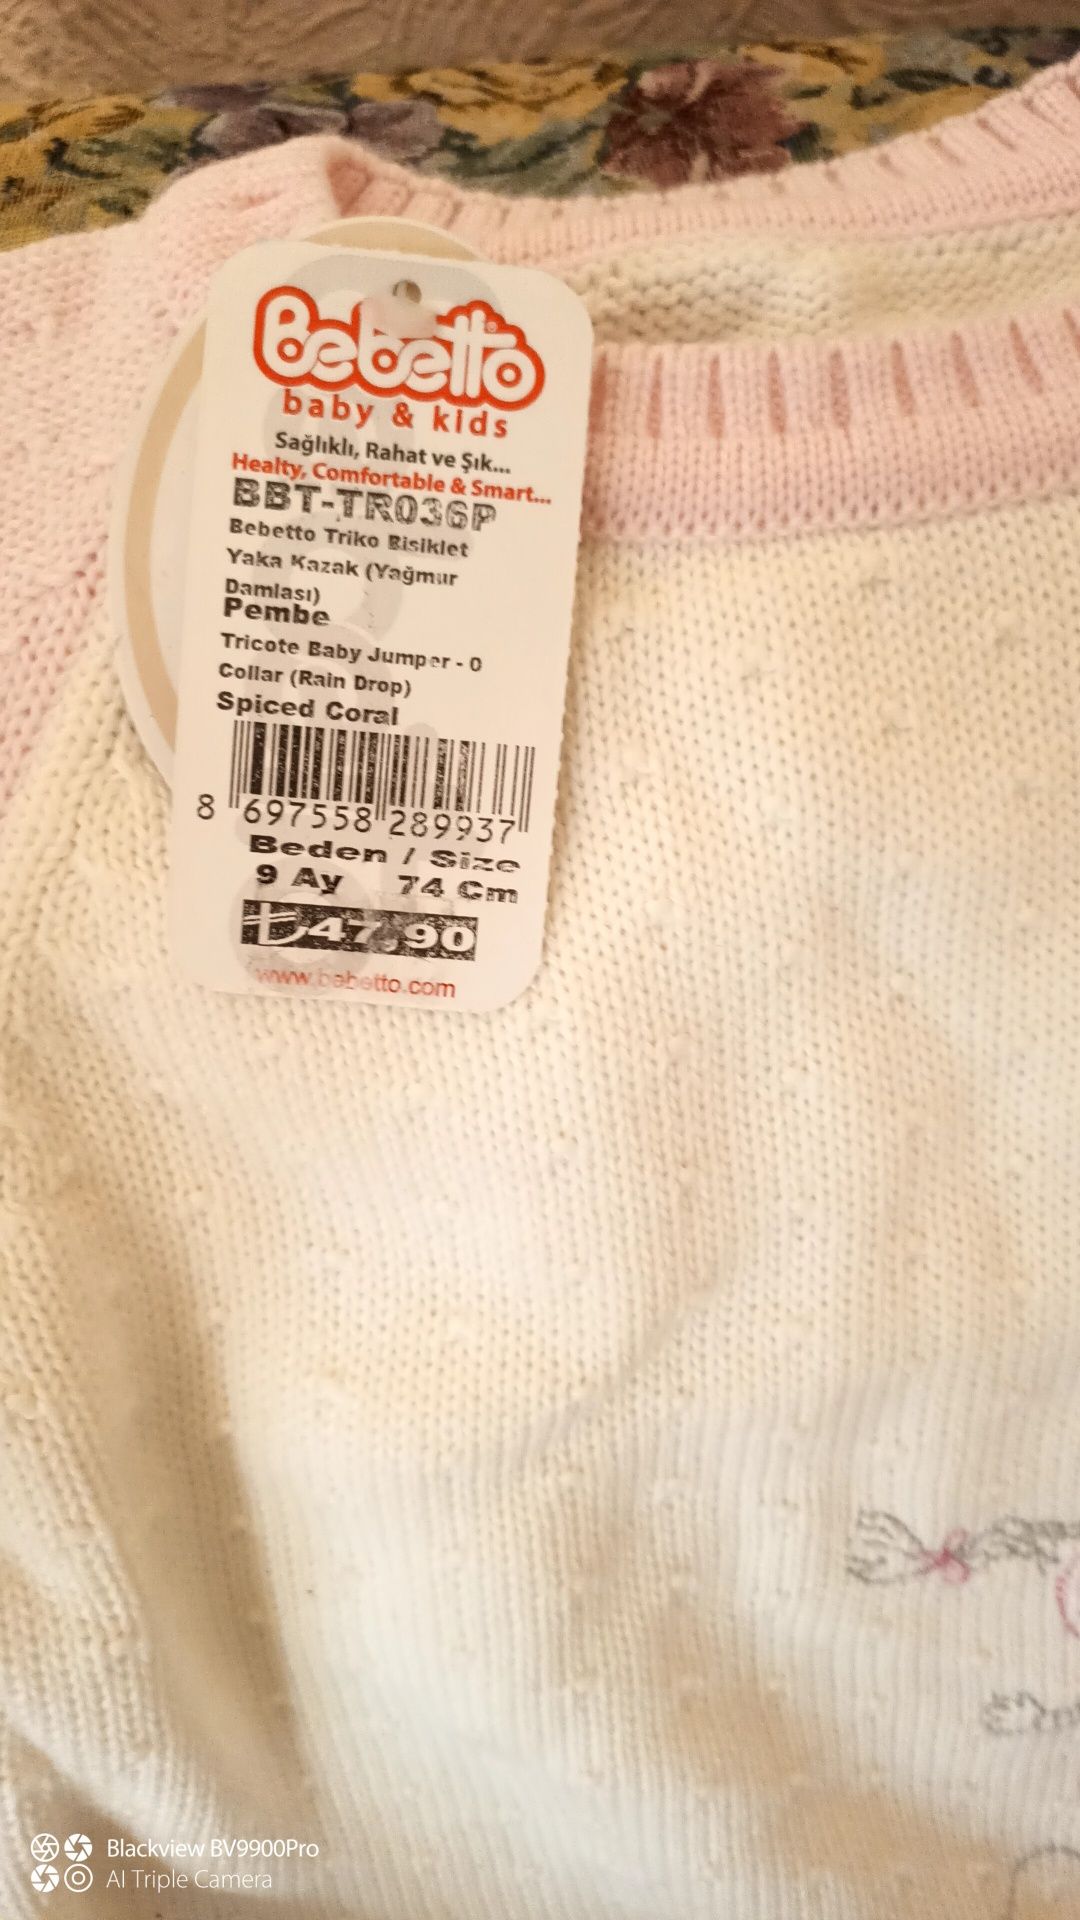 Bebetto
baby & kids
Sağlıklı, Rahat ve Şık...
Healty, Comfortable & Smart...
BBT-TR036P
Bebetto Triko Bisiklet
Yaka Kazak (Yağmur
Damlası)
Pembe
Tricote Baby Jumper - 0
Collar (Rain Drop)
Spiced Coral
8 697558 289937
Beden / Size
9 Ay 74 Cm
₺47,90
www.bebetto.com
Blackview BV9900Pro
AI Triple Camera